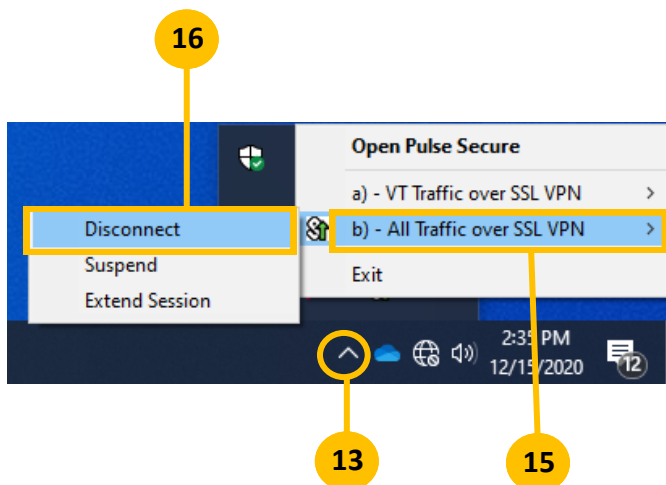 16
Open Pulse Secure
a) - VT Traffic over SSL VPN
b) - All Traffic over SSL VPN
Exit
Disconnect
Suspend
Extend Session
2:35 PM
12/15/2020
12
13
15